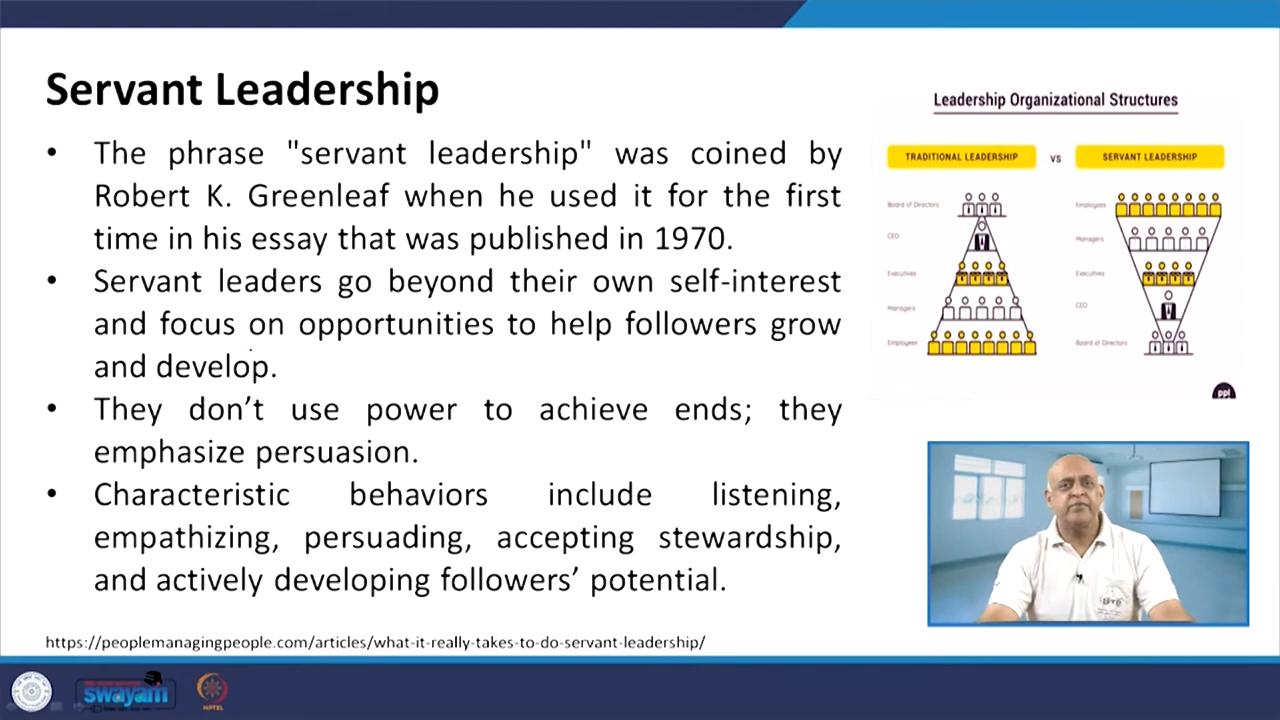 Servant Leadership
• The phrase "servant leadership" was coined by
Robert K. Greenleaf when he used it for the first
time in his essay that was published in 1970.
• Servant leaders go beyond their own self-interest
and focus on opportunities to help followers grow
and develop.
• They don’t use power to achieve ends; they
emphasize persuasion.
• Characteristic behaviors include listening,
empathizing, persuading, accepting stewardship,
and actively developing followers’ potential.
https://peoplemanagingpeople.com/articles/what-it-really-takes-to-do-servant-leadership/
Leadership Organizational Structures
TRADITIONAL LEADERSHIP vs SERVANT LEADERSHIP
Board of Directors
CEO
Executives
Managers
Employees
Employees
Managers
Executives
CEO
Board of Directors
ppl
swayam
NPTEL